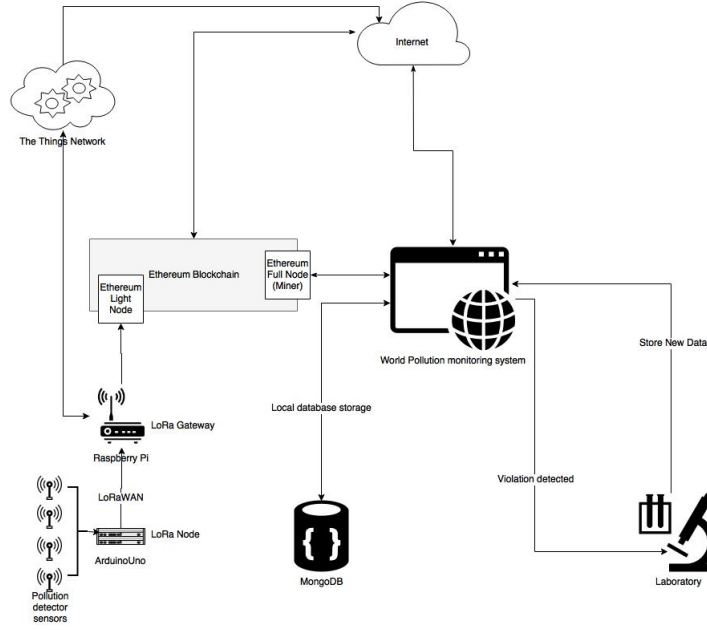 Internet
The Things Network
Ethereum Blockchain
Ethereum
Full Node
(Miner)
Ethereum
Light
Node
World Pollution monitoring system
Store New Data
Local database storage
LoRa Gateway
Raspberry Pi
LoRaWAN
Violation detected
LoRa Node
ArduinoUno
MongoDB
Laboratory
Pollution
detector
sensors